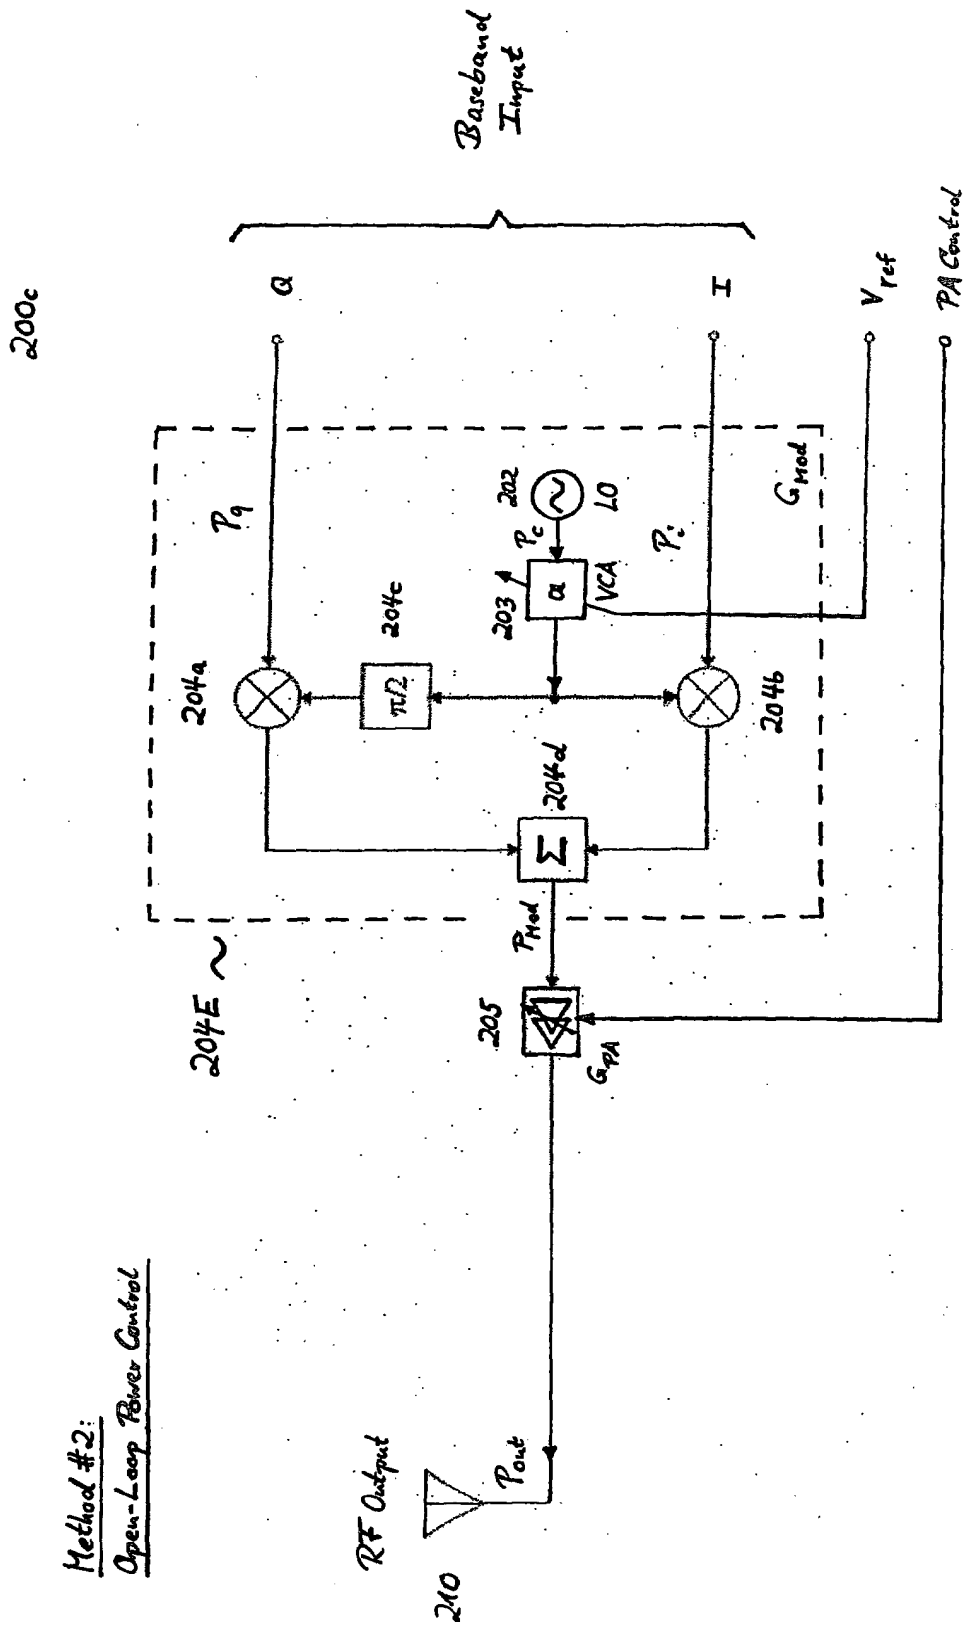 200c
Method #2:
Open-Loop Power Control
RF Output
210
Pout
204E
205
GPA
PMod
204d
Σ
204a
π/2
204c
204b
203
α
VCA
Pc
202
LO
Pq
Pi
GMod
Q
I
Vref
PA Control
Baseband
Input